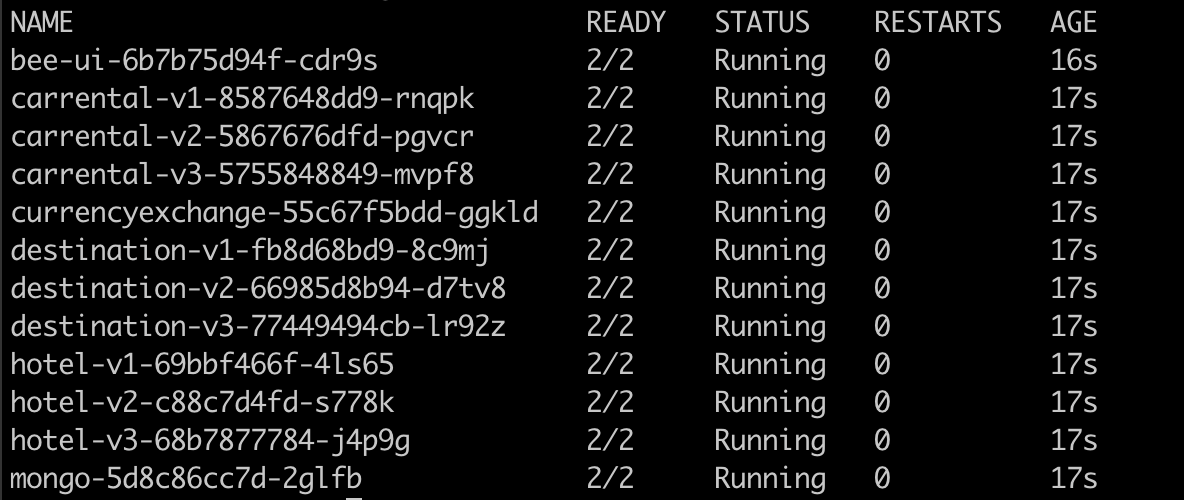 NAME READY STATUS RESTARTS AGE
bee-ui-6b7b75d94f-cdr9s 2/2 Running 0 16s
carrental-v1-8587648dd9-rnqpk 2/2 Running 0 17s
carrental-v2-5867676dfd-pgvcr 2/2 Running 0 17s
carrental-v3-5755848849-mvpf8 2/2 Running 0 17s
currencyexchange-55c67f5bdd-ggkld 2/2 Running 0 17s
destination-v1-fb8d68bd9-8c9mj 2/2 Running 0 17s
destination-v2-66985d8b94-d7tv8 2/2 Running 0 17s
destination-v3-77449494cb-lr92z 2/2 Running 0 17s
hotel-v1-69bbf466f-4ls65 2/2 Running 0 17s
hotel-v2-c88c7d4fd-s778k 2/2 Running 0 17s
hotel-v3-68b7877784-j4p9g 2/2 Running 0 17s
mongo-5d8c86cc7d-2glfb 2/2 Running 0 17s